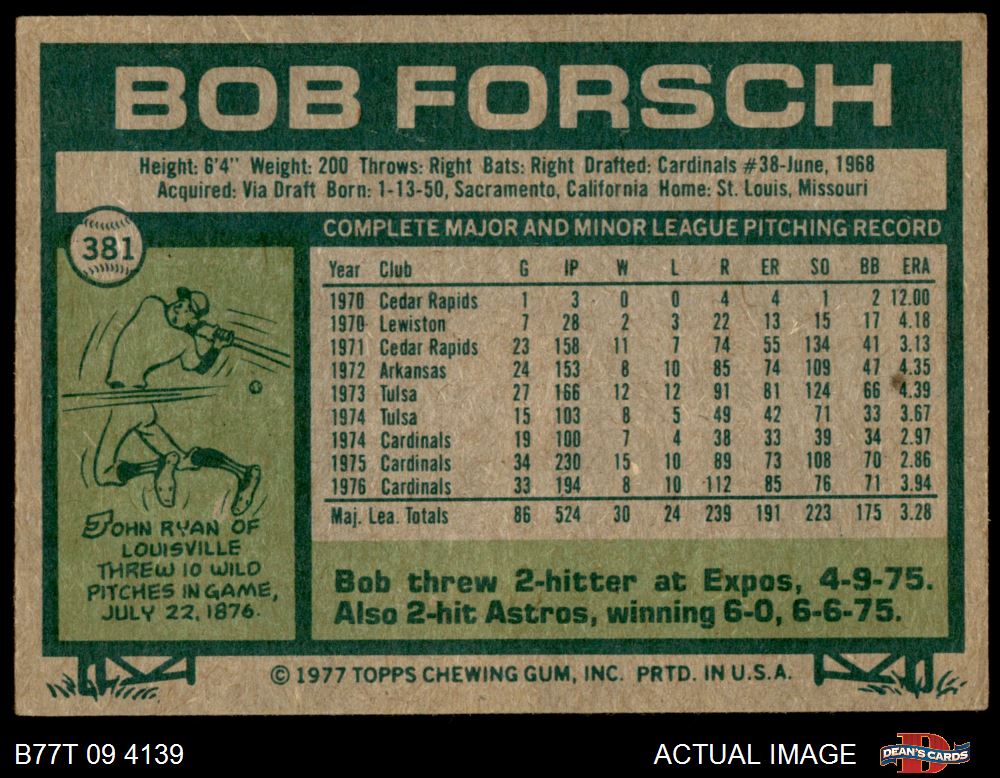 BOB FORSCH
Height: 6'4" Weight: 200 Throws: Right Bats: Right Drafted: Cardinals #38-June, 1968
Acquired: Via Draft Born: 1-13-50, Sacramento, California Home: St. Louis, Missouri
381
COMPLETE MAJOR AND MINOR LEAGUE PITCHING RECORD
Year Club G IP W L R ER SO BB ERA
1970 Cedar Rapids 1 3 0 0 4 4 1 2 12.00
1970 Lewiston 7 28 2 3 22 13 15 17 4.18
1971 Cedar Rapids 23 158 11 7 74 55 134 41 3.13
1972 Arkansas 24 153 8 10 85 74 109 47 4.35
1973 Tulsa 27 166 12 12 91 81 124 66 4.39
1974 Tulsa 15 103 8 5 49 42 71 33 3.67
1974 Cardinals 19 100 7 4 38 33 39 34 2.97
1975 Cardinals 34 230 15 10 89 73 108 70 2.86
1976 Cardinals 33 194 8 10 112 85 76 71 3.94
Maj. Lea. Totals 86 524 30 24 239 191 223 175 3.28
JOHN RYAN OF
LOUISVILLE
THREW 10 WILD
PITCHES IN GAME,
JULY 22, 1876.
Bob threw 2-hitter at Expos, 4-9-75.
Also 2-hit Astros, winning 6-0, 6-6-75.
© 1977 TOPPS CHEWING GUM, INC. PRTD. IN U.S.A.
B77T 09 4139
ACTUAL IMAGE
D
DEAN'S CARDS